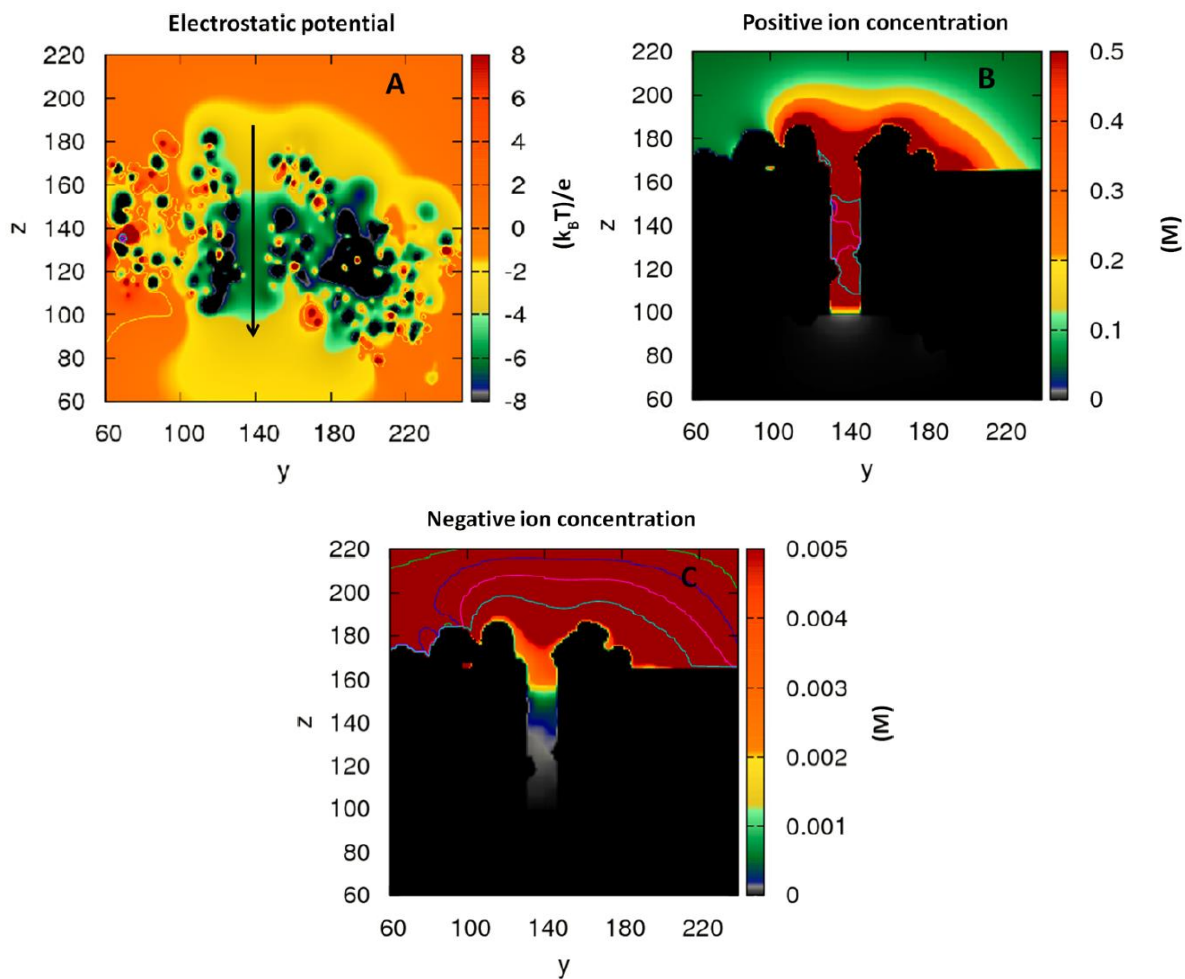 Electrostatic potential
A
220
200
180
160
140
120
100
80
60
z
60 100 140 180 220
y
8
6
4
2
0
-2
-4
-6
-8
(kBT)/e
Positive ion concentration
B
220
200
180
160
140
120
100
80
60
z
60 100 140 180 220
y
0.5
0.4
0.3
0.2
0.1
0
(M)
Negative ion concentration
C
220
200
180
160
140
120
100
80
60
z
60 100 140 180 220
y
0.005
0.004
0.003
0.002
0.001
0
(M)